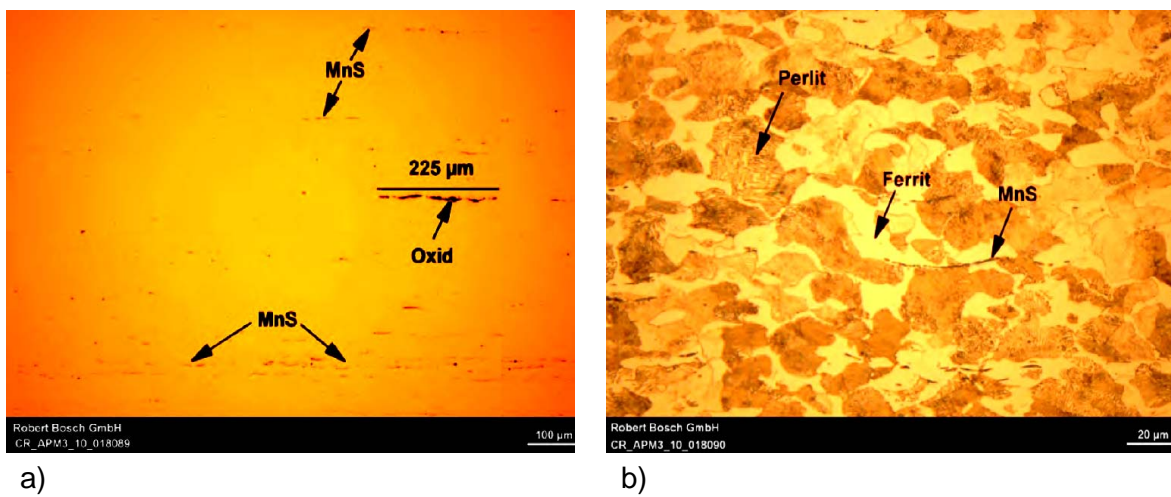 MnS
225 µm
Oxid
MnS
Robert Bosch GmbH
CR_APM3_10_018089
100 µm
a)
Perlit
Ferrit
MnS
Robert Bosch GmbH
CR_APM3_10_018090
20 µm
b)